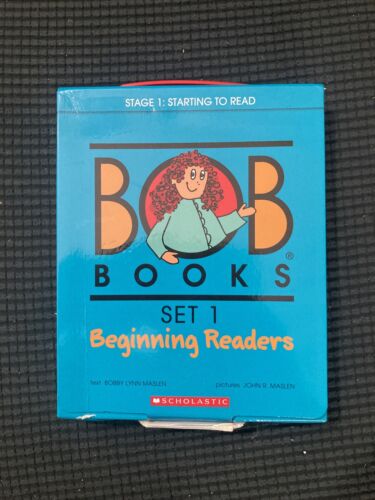 STAGE 1: STARTING TO READ
BOB
BOOKS®
SET 1
Beginning Readers
text BOBBY LYNN MASLEN pictures JOHN R. MASLEN
SCHOLASTIC